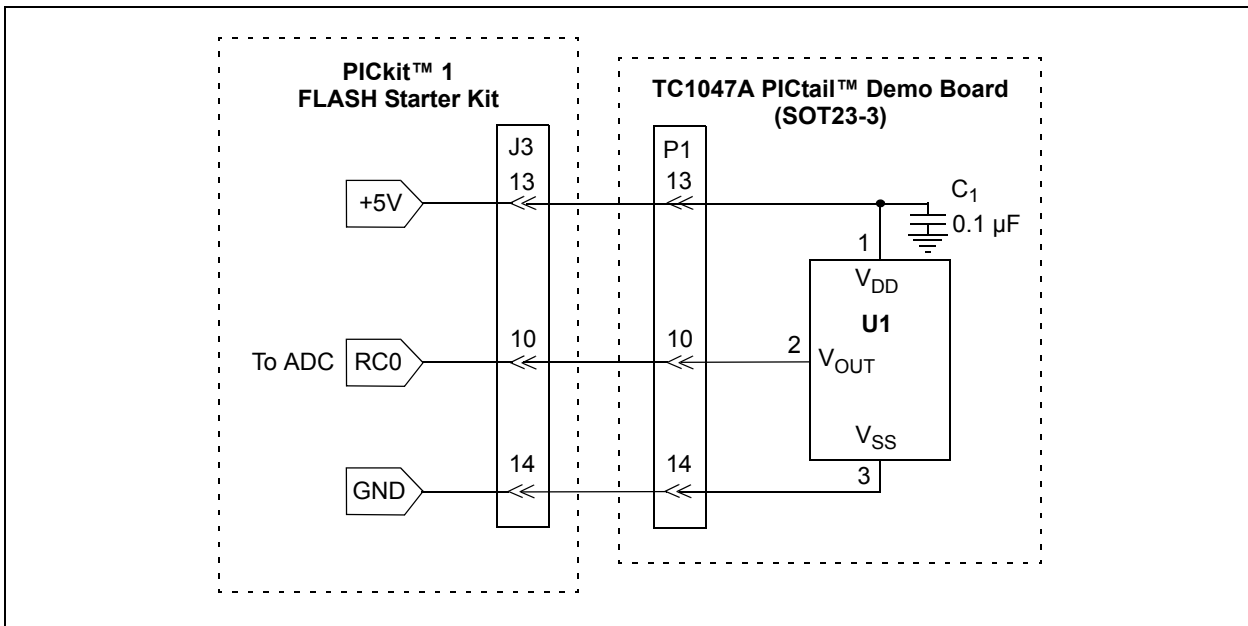 PICkit™ 1
FLASH Starter Kit
TC1047A PICtail™ Demo Board
(SOT23-3)
J3
P1
13
13
+5V
C1
0.1 µF
1
VDD
U1
10
10
2
To ADC
RC0
VOUT
VSS
14
14
3
GND